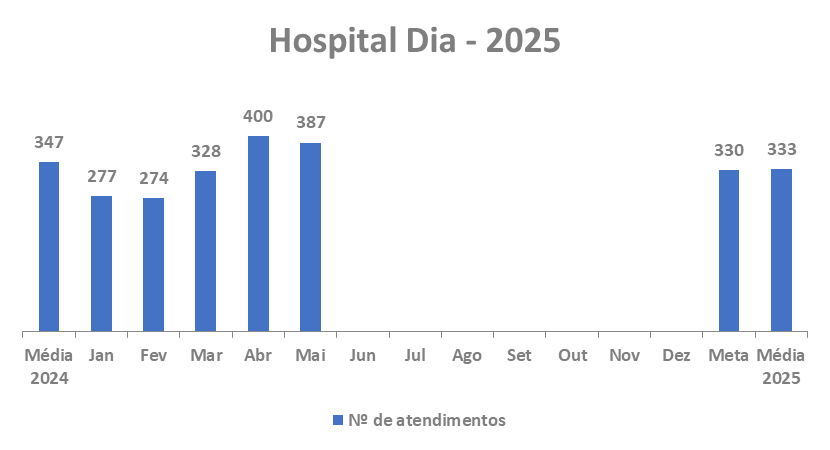 Hospital Dia - 2025
347
277
274
328
400
387
330
333
Média 2024
Jan
Fev
Mar
Abr
Mai
Jun
Jul
Ago
Set
Out
Nov
Dez
Meta
Média 2025
Nº de atendimentos